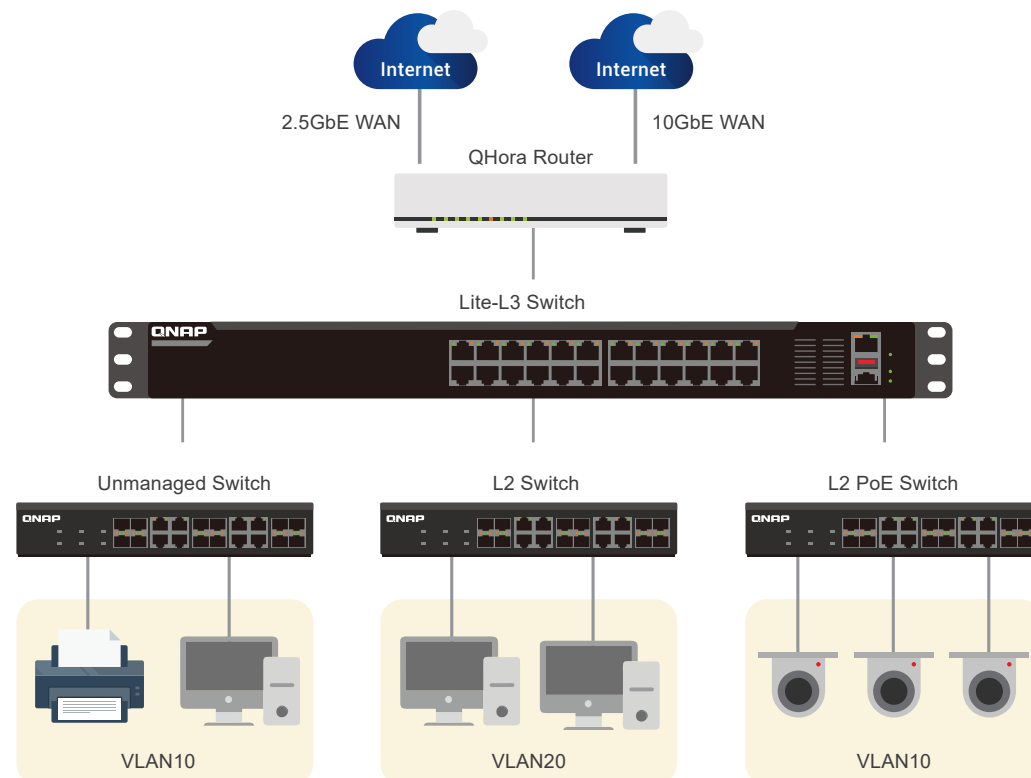 Internet
Internet
2.5GbE WAN
10GbE WAN
QHora Router
Lite-L3 Switch
QNAP
Unmanaged Switch
L2 Switch
L2 PoE Switch
QNAP
QNAP
QNAP
VLAN10
VLAN20
VLAN10